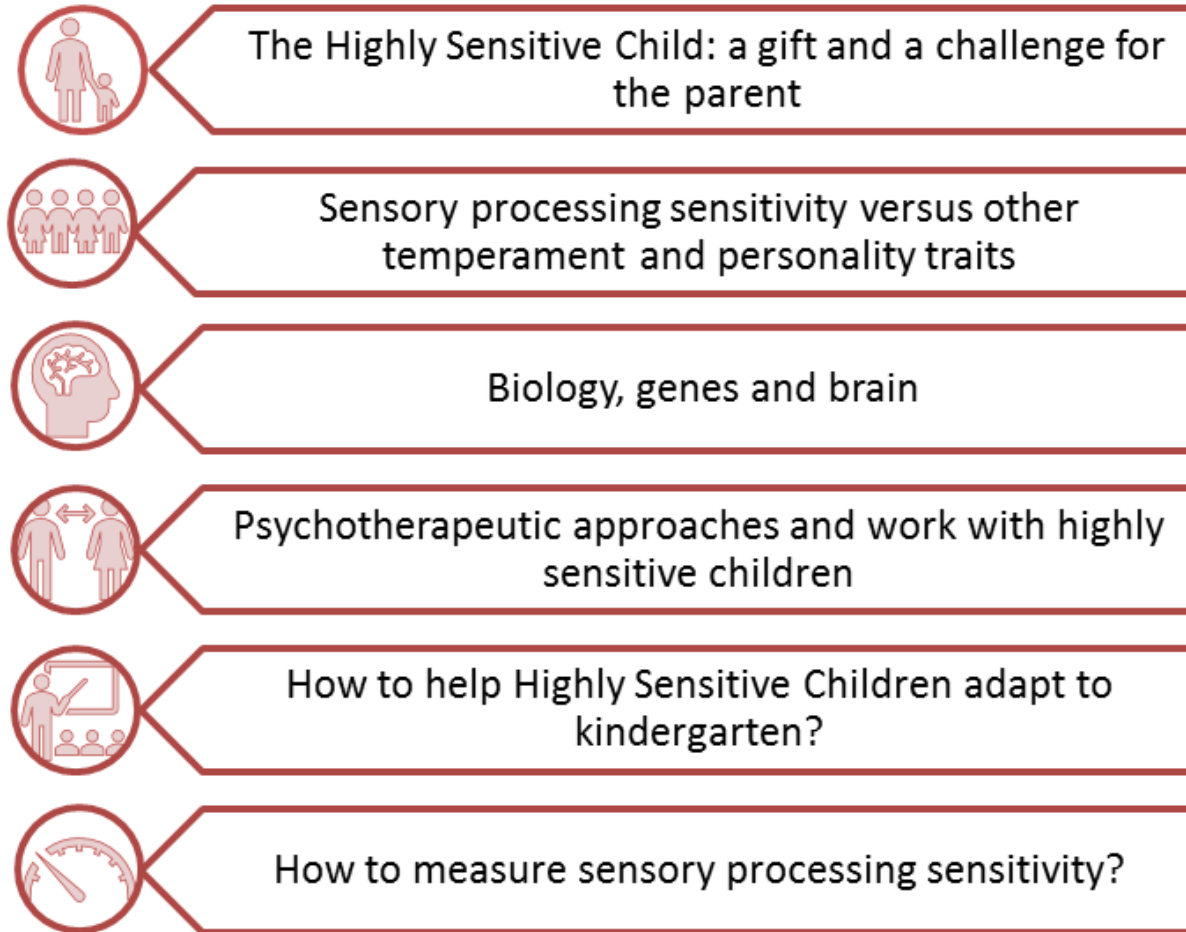 The Highly Sensitive Child: a gift and a challenge for
the parent
Sensory processing sensitivity versus other
temperament and personality traits
Biology, genes and brain
Psychotherapeutic approaches and work with highly
sensitive children
How to help Highly Sensitive Children adapt to
kindergarten?
How to measure sensory processing sensitivity?